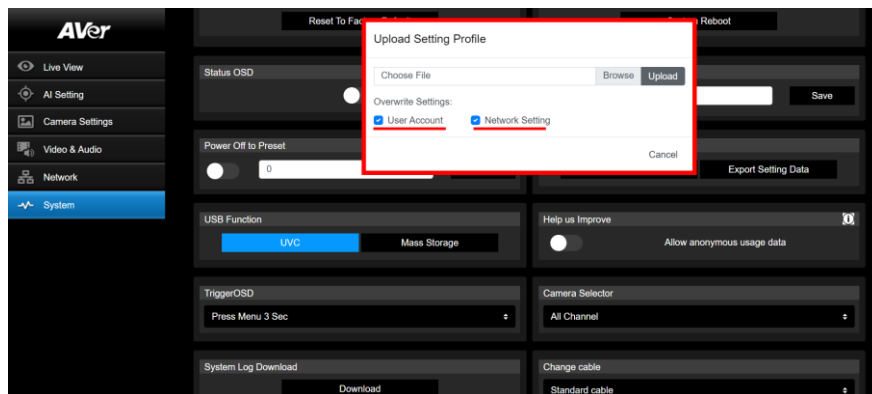 AVer
Live View
AI Setting
Camera Settings
Video & Audio
Network
System
Reset To
Reboot
Upload Setting Profile
Choose File
Browse
Upload
Overwrite Settings:
User Account
Network Setting
Cancel
Status OSD
Save
Power Off to Preset
0
Export Setting Data
USB Function
UVC
Mass Storage
Help us Improve
Allow anonymous usage data
TriggerOSD
Press Menu 3 Sec
Camera Selector
All Channel
System Log Download
Download
Change cable
Standard cable